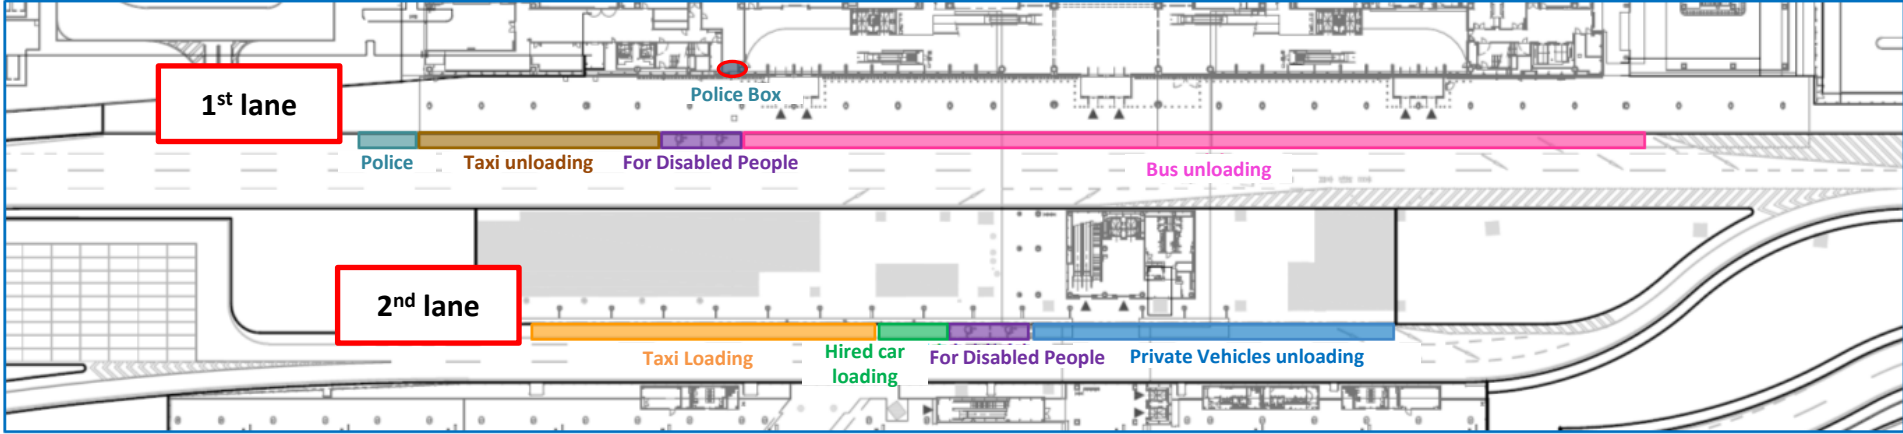 Police Box
1st lane
Police
Taxi unloading
For Disabled People
Bus unloading
2nd lane
Taxi Loading
Hired car
loading
For Disabled People
Private Vehicles unloading